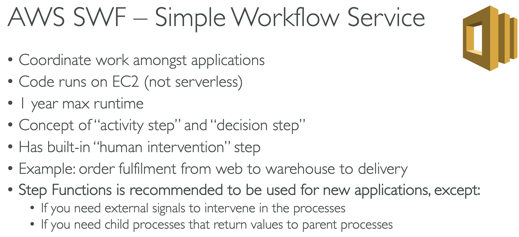 AWS SWF – Simple Workflow Service
• Coordinate work amongst applications
• Code runs on EC2 (not serverless)
• 1 year max runtime
• Concept of “activity step” and “decision step”
• Has built-in “human intervention” step
• Example: order fulfilment from web to warehouse to delivery
• Step Functions is recommended to be used for new applications, except:
• If you need external signals to intervene in the processes
• If you need child processes that return values to parent processes